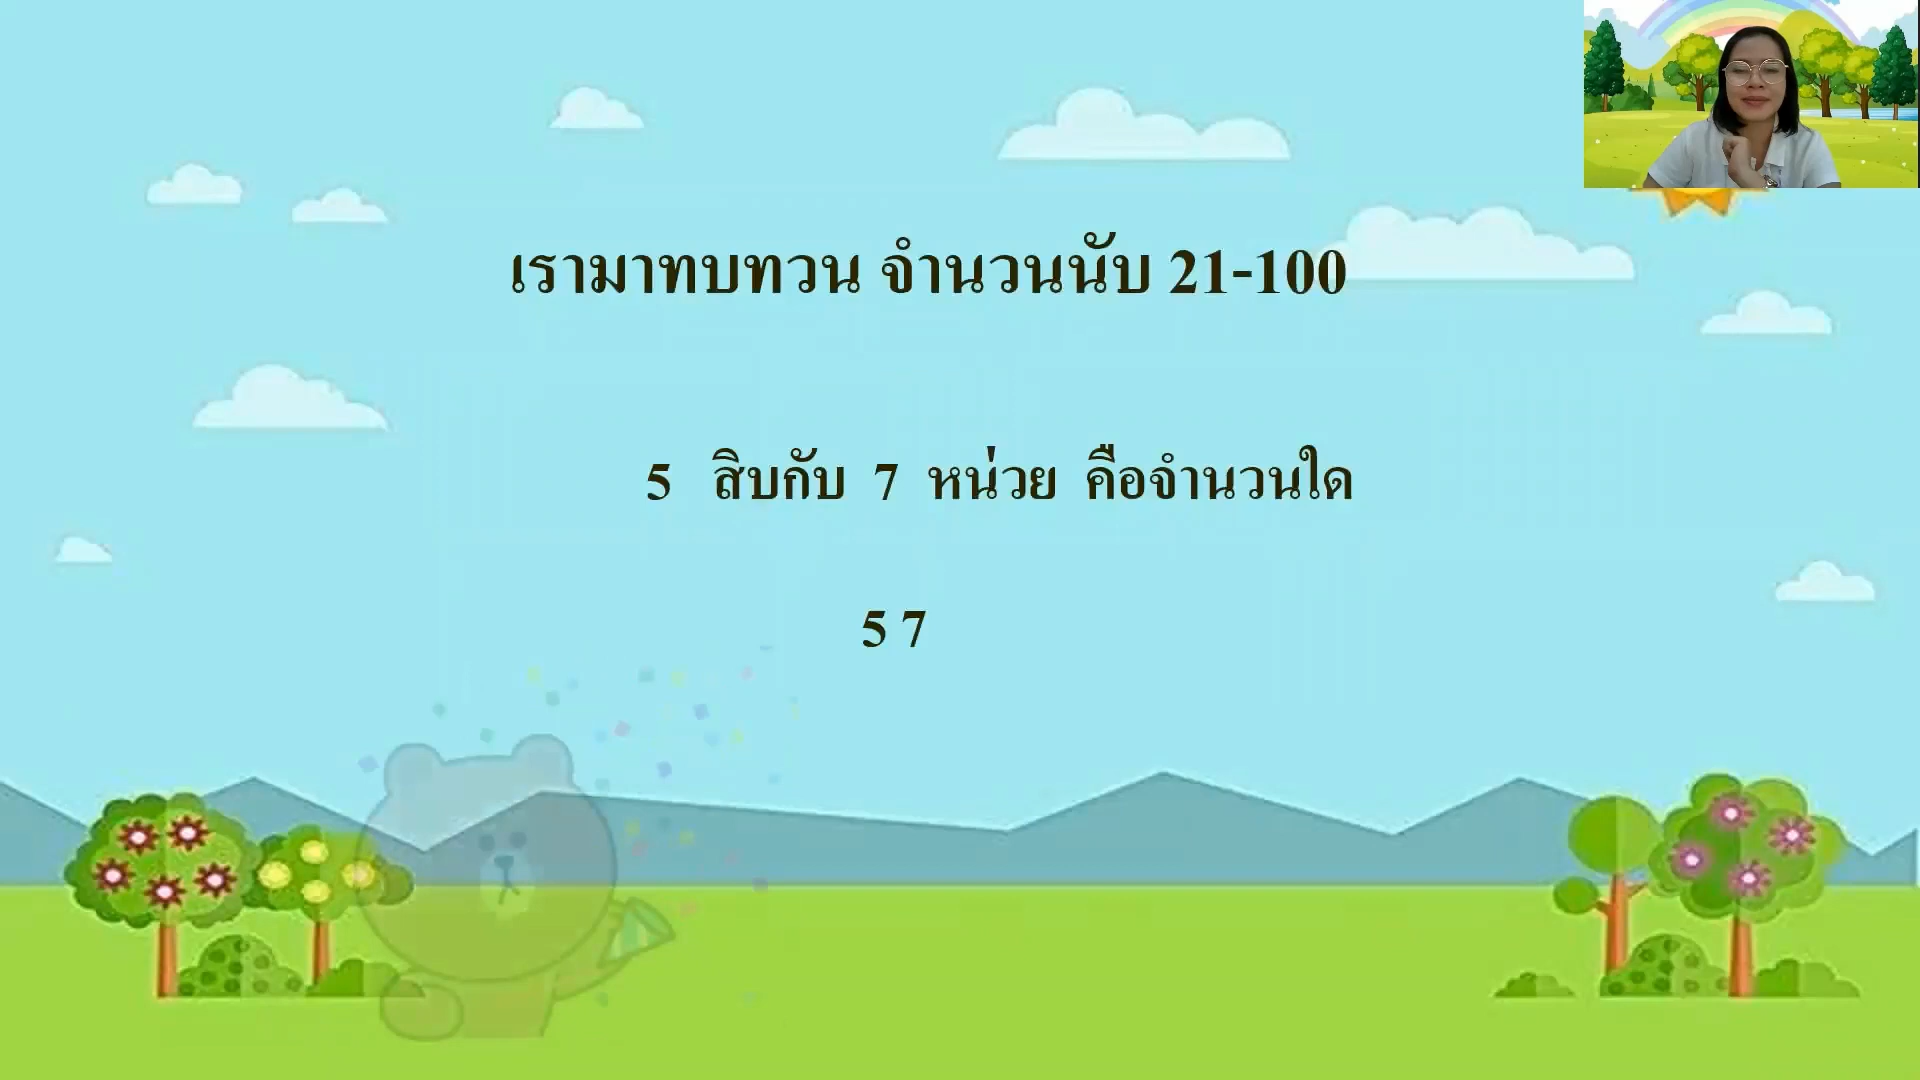 เรามาทบทวน จำนวนนับ 21-100
5 สิบกับ 7 หน่วย คือจำนวนใด
5 7